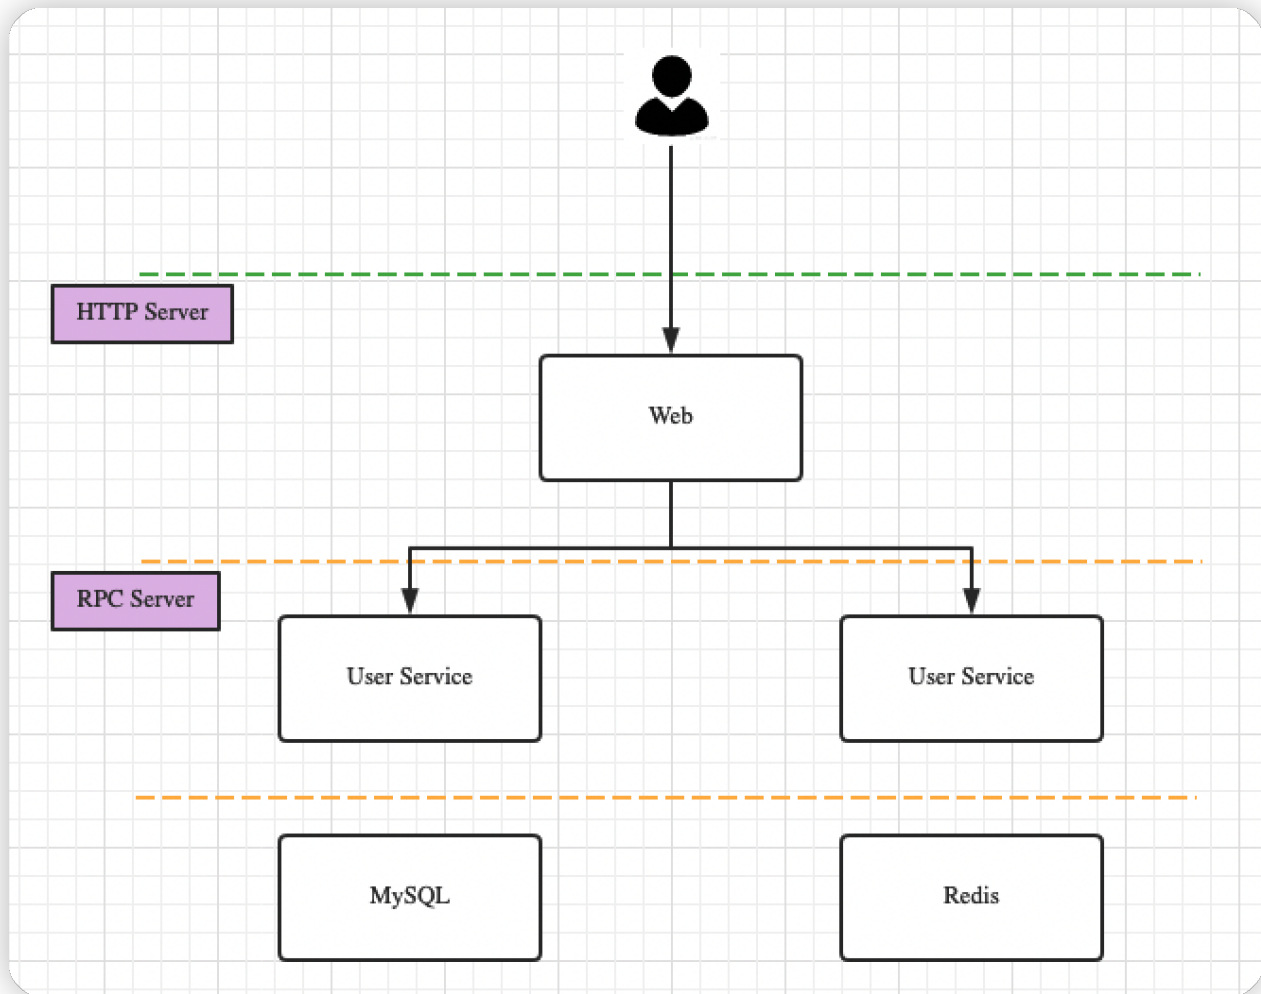 HTTP Server
Web
RPC Server
User Service
User Service
MySQL
Redis